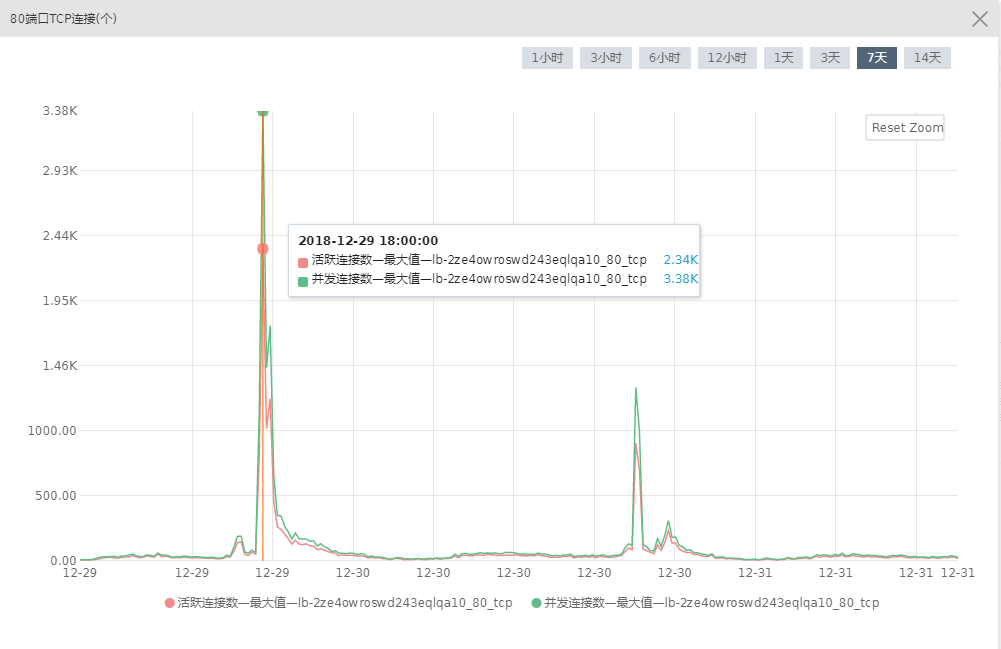 80端口TCP连接(个)
1小时 3小时 6小时 12小时 1天 3天 7天 14天
3.38K
Reset Zoom
2.93K
2.44K
2018-12-29 18:00:00
活跃连接数—最大值—lb-2ze4owroswd243eqlqa10_80_tcp 2.34K
并发连接数—最大值—lb-2ze4owroswd243eqlqa10_80_tcp 3.38K
1.95K
1.46K
1000.00
500.00
0.00
12-29 12-29 12-29 12-30 12-30 12-30 12-30 12-30 12-31 12-31 12-31 12-31
活跃连接数—最大值—lb-2ze4owroswd243eqlqa10_80_tcp 并发连接数—最大值—lb-2ze4owroswd243eqlqa10_80_tcp